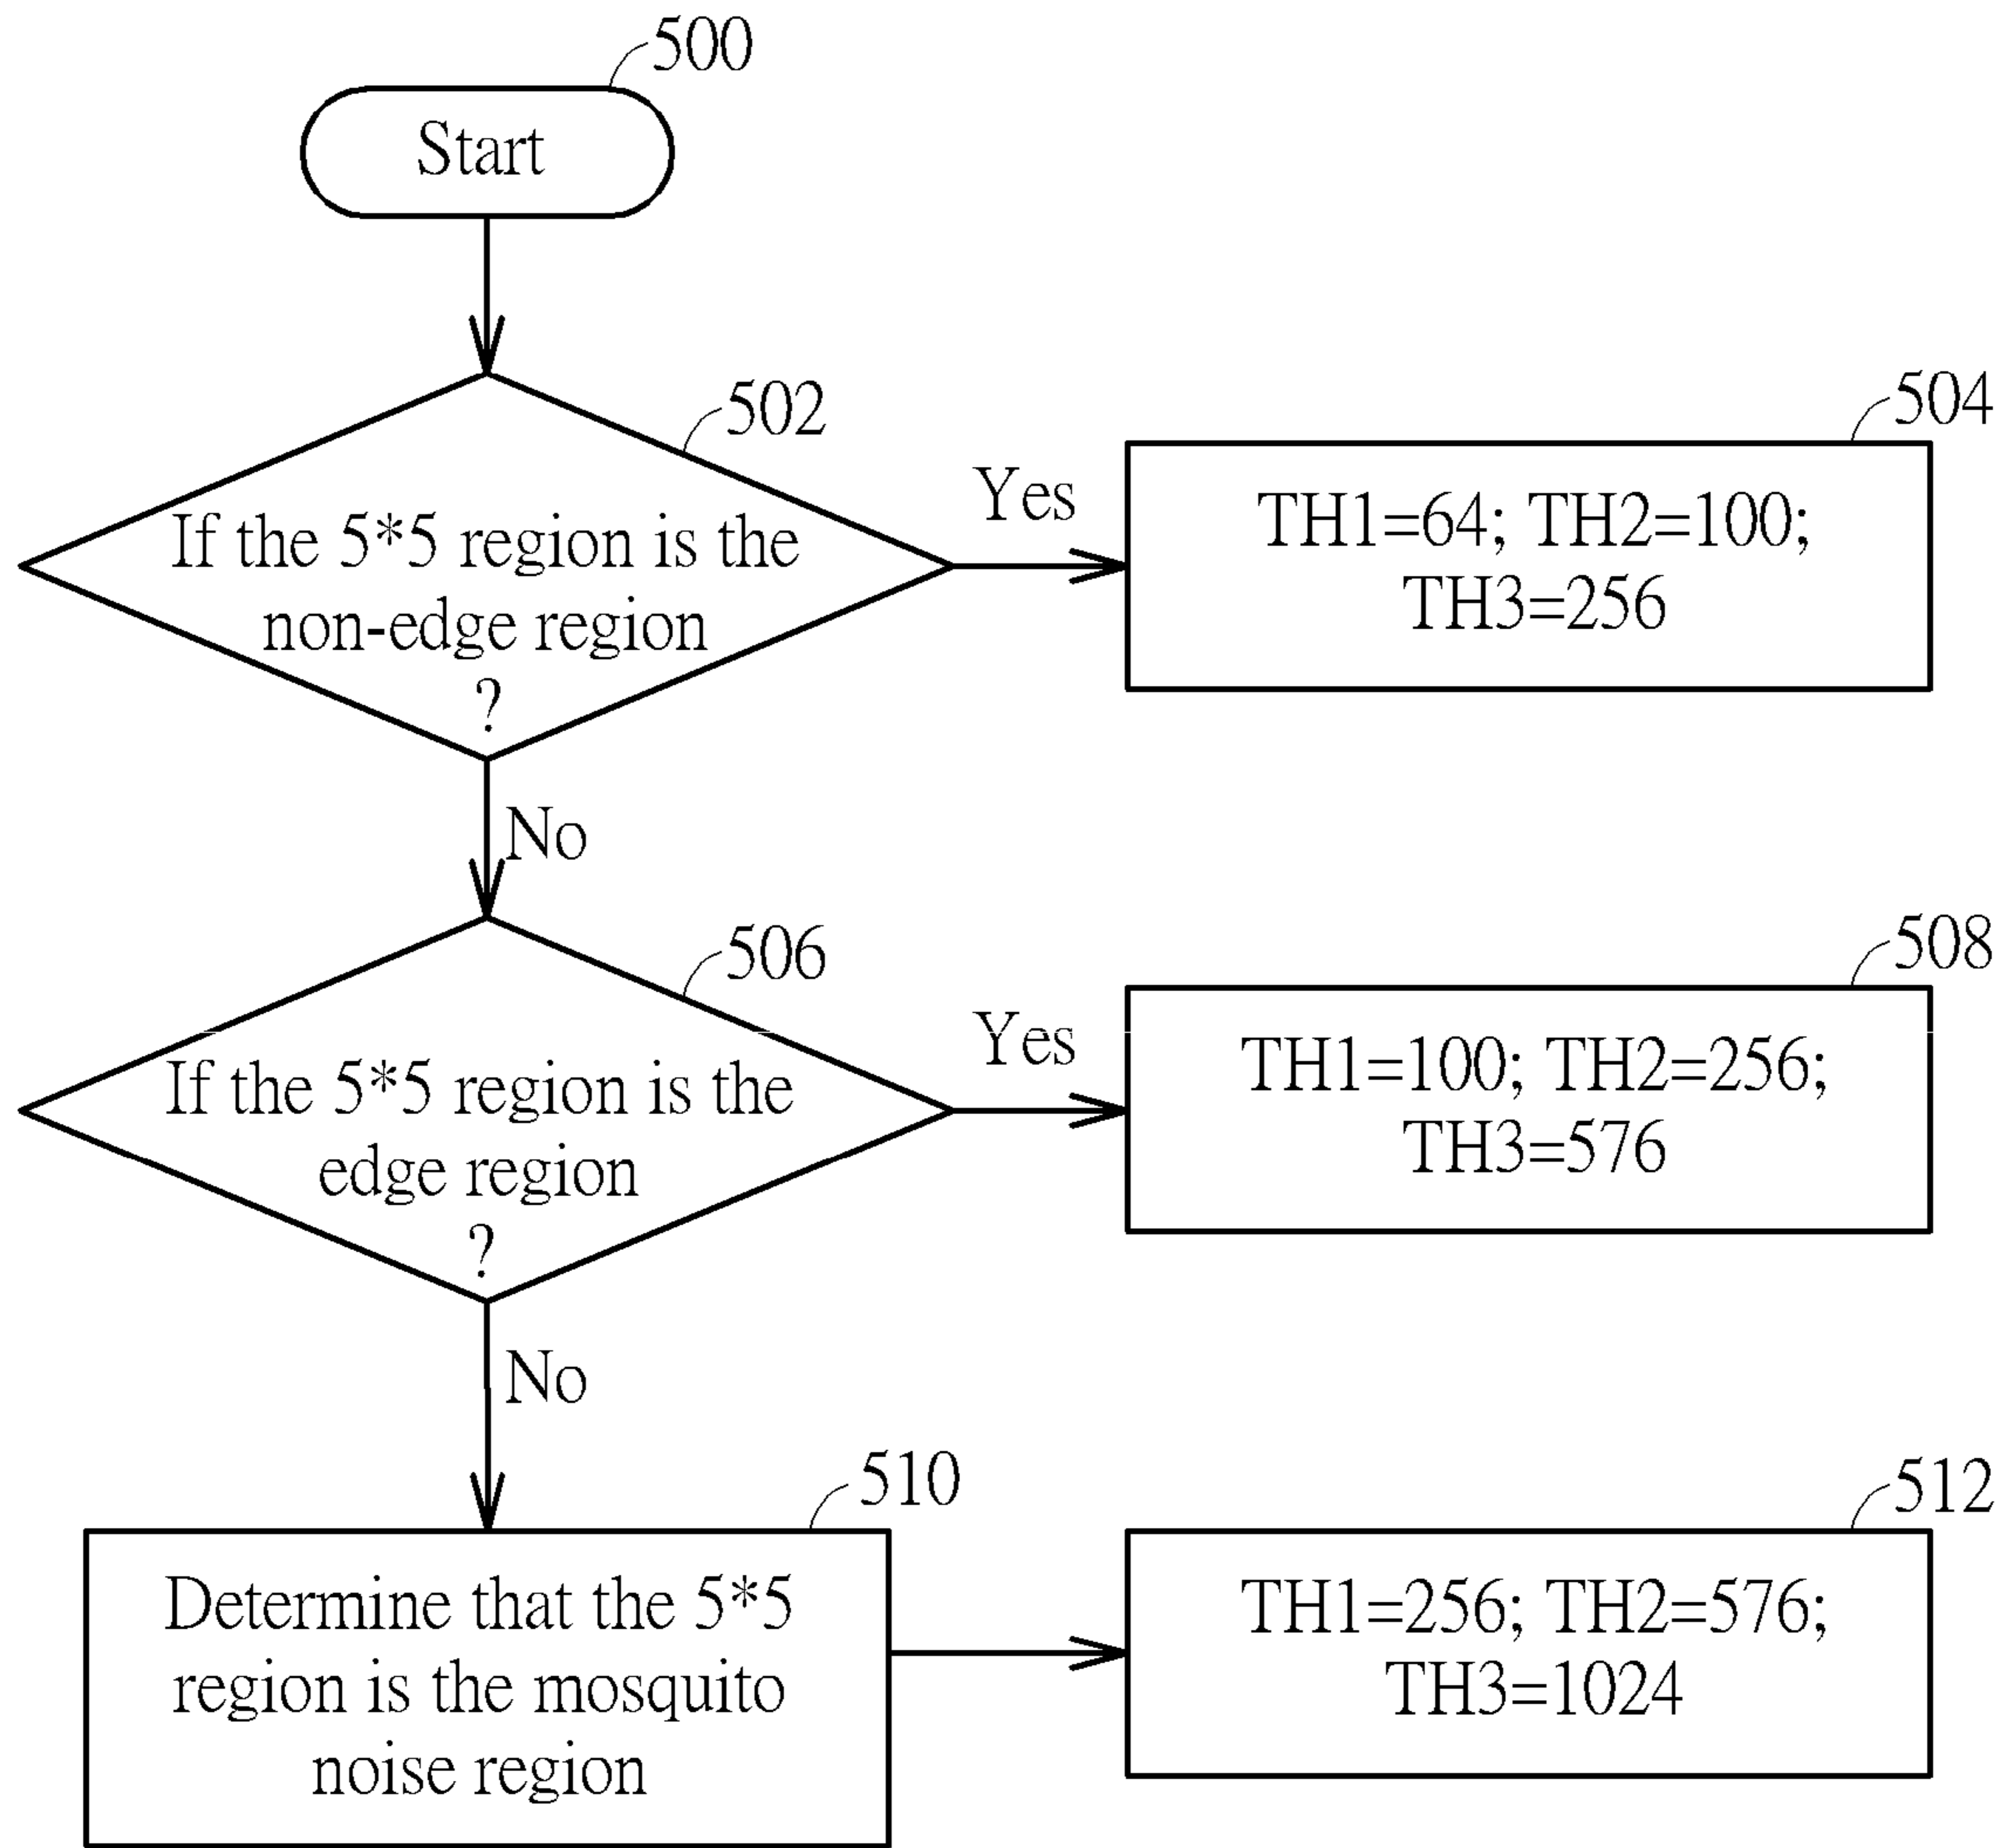 500
Start
502
If the 5*5 region is the
non-edge region
?
Yes
504
TH1=64; TH2=100;
TH3=256
No
506
If the 5*5 region is the
edge region
?
Yes
508
TH1=100; TH2=256;
TH3=576
No
510
Determine that the 5*5
region is the mosquito
noise region
512
TH1=256; TH2=576;
TH3=1024